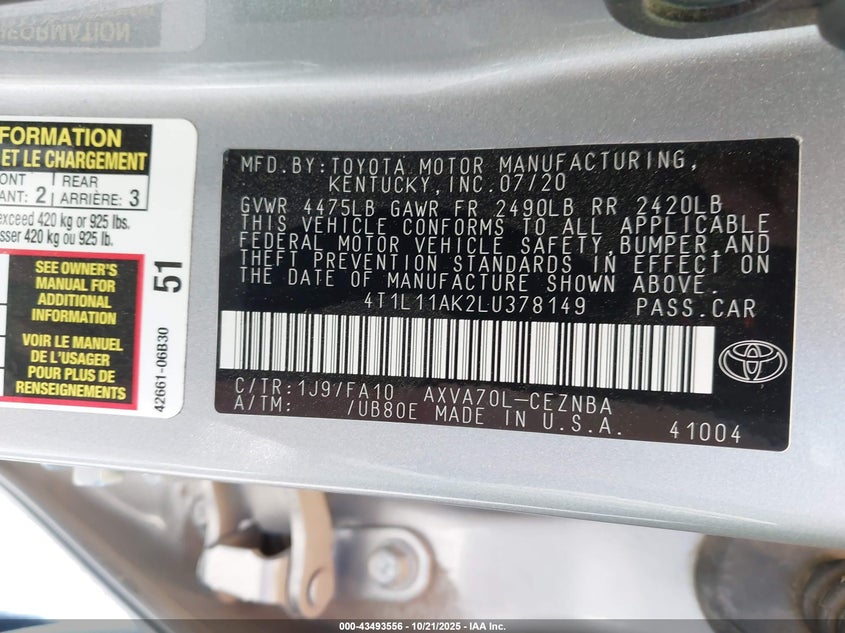 INFORMATION
FORMATION
ET LE CHARGEMENT
ONT
ANT: 2
REAR
ARRIÈRE: 3
exceed 420 kg or 925 lbs.
sser 420 kg ou 925 lb.
SEE OWNER'S
MANUAL FOR
ADDITIONAL
INFORMATION
VOIR LE MANUEL
DE L'USAGER
POUR PLUS DE
RENSEIGNEMENTS
42661-06B30
51
MFD.BY:TOYOTA MOTOR MANUFACTURING,
KENTUCKY,INC.07/20
GVWR 4475LB GAWR FR 2490LB RR 2420LB
THIS VEHICLE CONFORMS TO ALL APPLICABLE
FEDERAL MOTOR VEHICLE SAFETY,BUMPER,AND
THEFT PREVENTION STANDARDS IN EFFECT ON
THE DATE OF MANUFACTURE SHOWN ABOVE.
4T1L11AK2LU378149 PASS.CAR
C/TR:1J9/FA10 AXVA70L-CEZNBA
A/TM: /UB80E MADE IN U.S.A. 41004
000-43493556 - 10/21/2025 - IAA Inc.